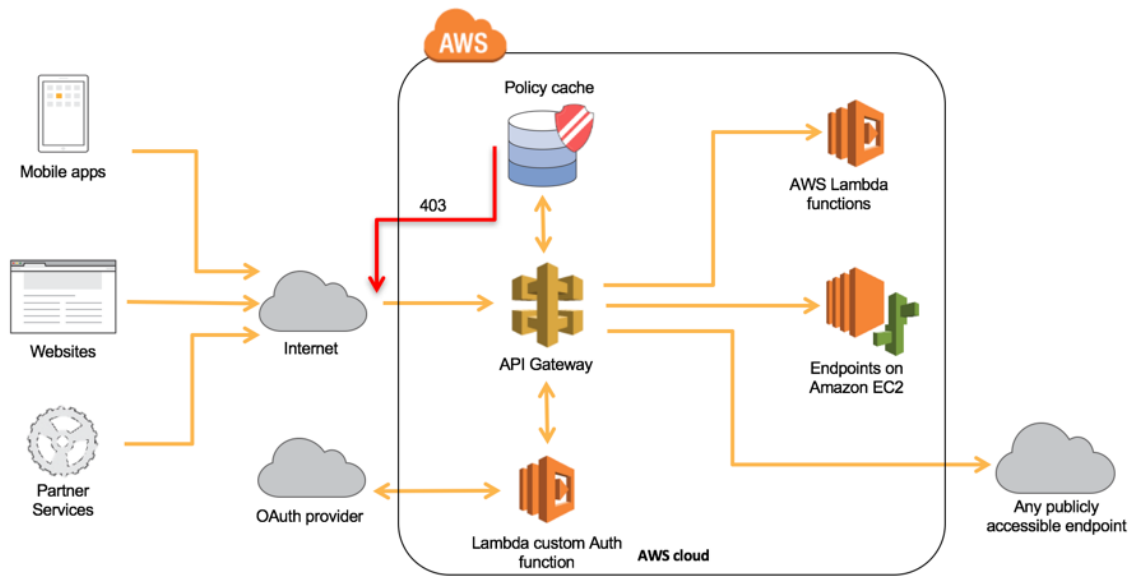 AWS
Policy cache
Mobile apps
403
AWS Lambda
functions
Websites
Internet
API Gateway
Endpoints on
Amazon EC2
Partner
Services
OAuth provider
Lambda custom Auth
function
AWS cloud
Any publicly
accessible endpoint